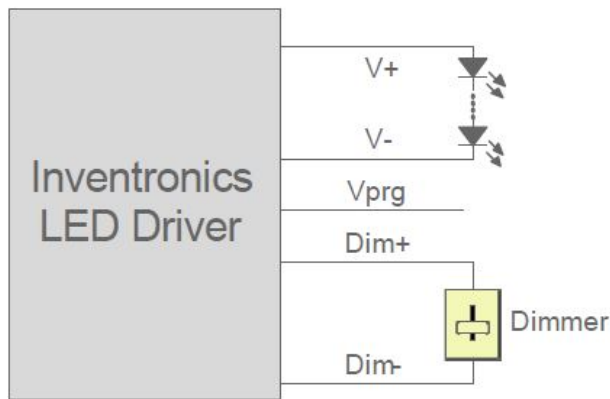 Inventronics
LED Driver
V+
V-
Vprg
Dim+
Dimmer
Dim-